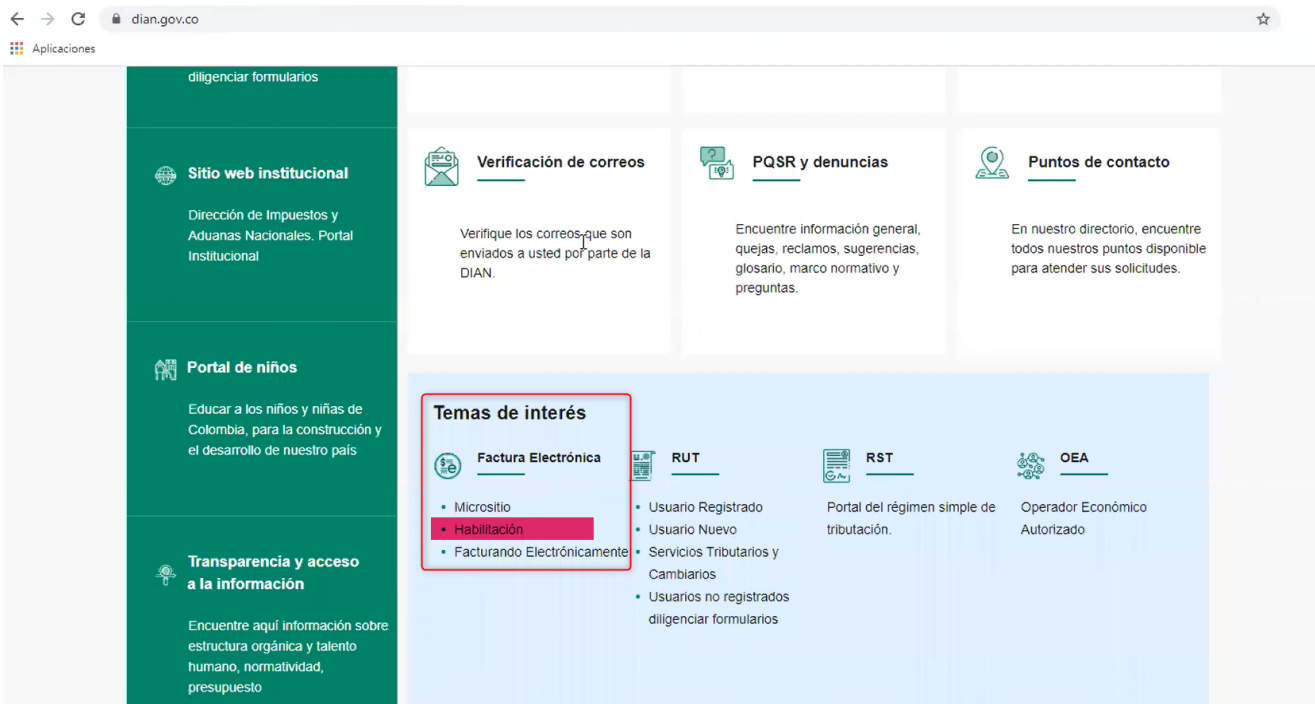 dian.gov.co
Aplicaciones
diligenciar formularios
Sitio web institucional
Dirección de Impuestos y
Aduanas Nacionales. Portal
Institucional
Portal de niños
Educar a los niños y niñas de
Colombia, para la construcción y
el desarrollo de nuestro país
Transparencia y acceso
a la información
Encuentre aquí información sobre
estructura orgánica y talento
humano, normatividad,
presupuesto
Verificación de correos
Verifique los correos que son
enviados a usted por parte de la
DIAN.
PQSR y denuncias
Encuentre información general,
quejas, reclamos, sugerencias,
glosario, marco normativo y
preguntas.
Puntos de contacto
En nuestro directorio, encuentre
todos nuestros puntos disponible
para atender sus solicitudes.
Temas de interés
Factura Electrónica
Micrositio
Habilitación
Facturando Electrónicamente
RUT
Usuario Registrado
Usuario Nuevo
Servicios Tributarios y
Cambiarios
Usuarios no registrados
diligenciar formularios
RST
Portal del régimen simple de
tributación.
OEA
Operador Económico
Autorizado